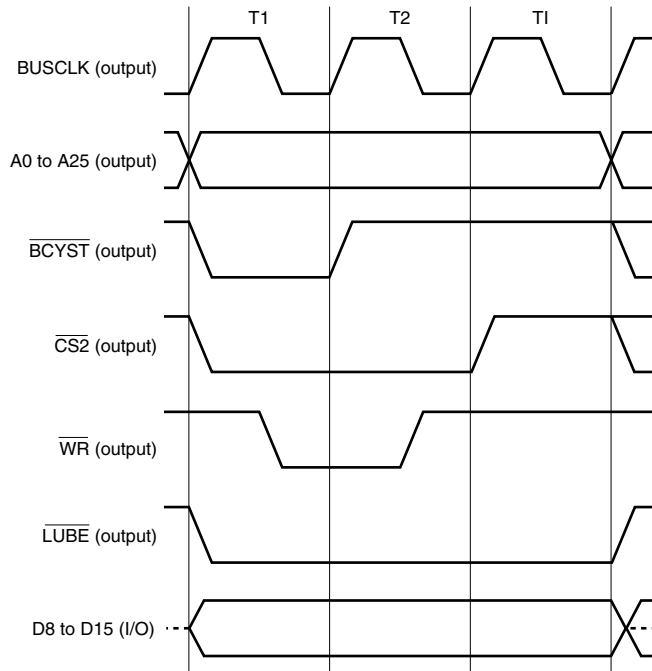 T1 T2 TI
BUSCLK (output)
A0 to A25 (output)
BCYST (output)
CS2 (output)
WR (output)
LUBE (output)
D8 to D15 (I/O)